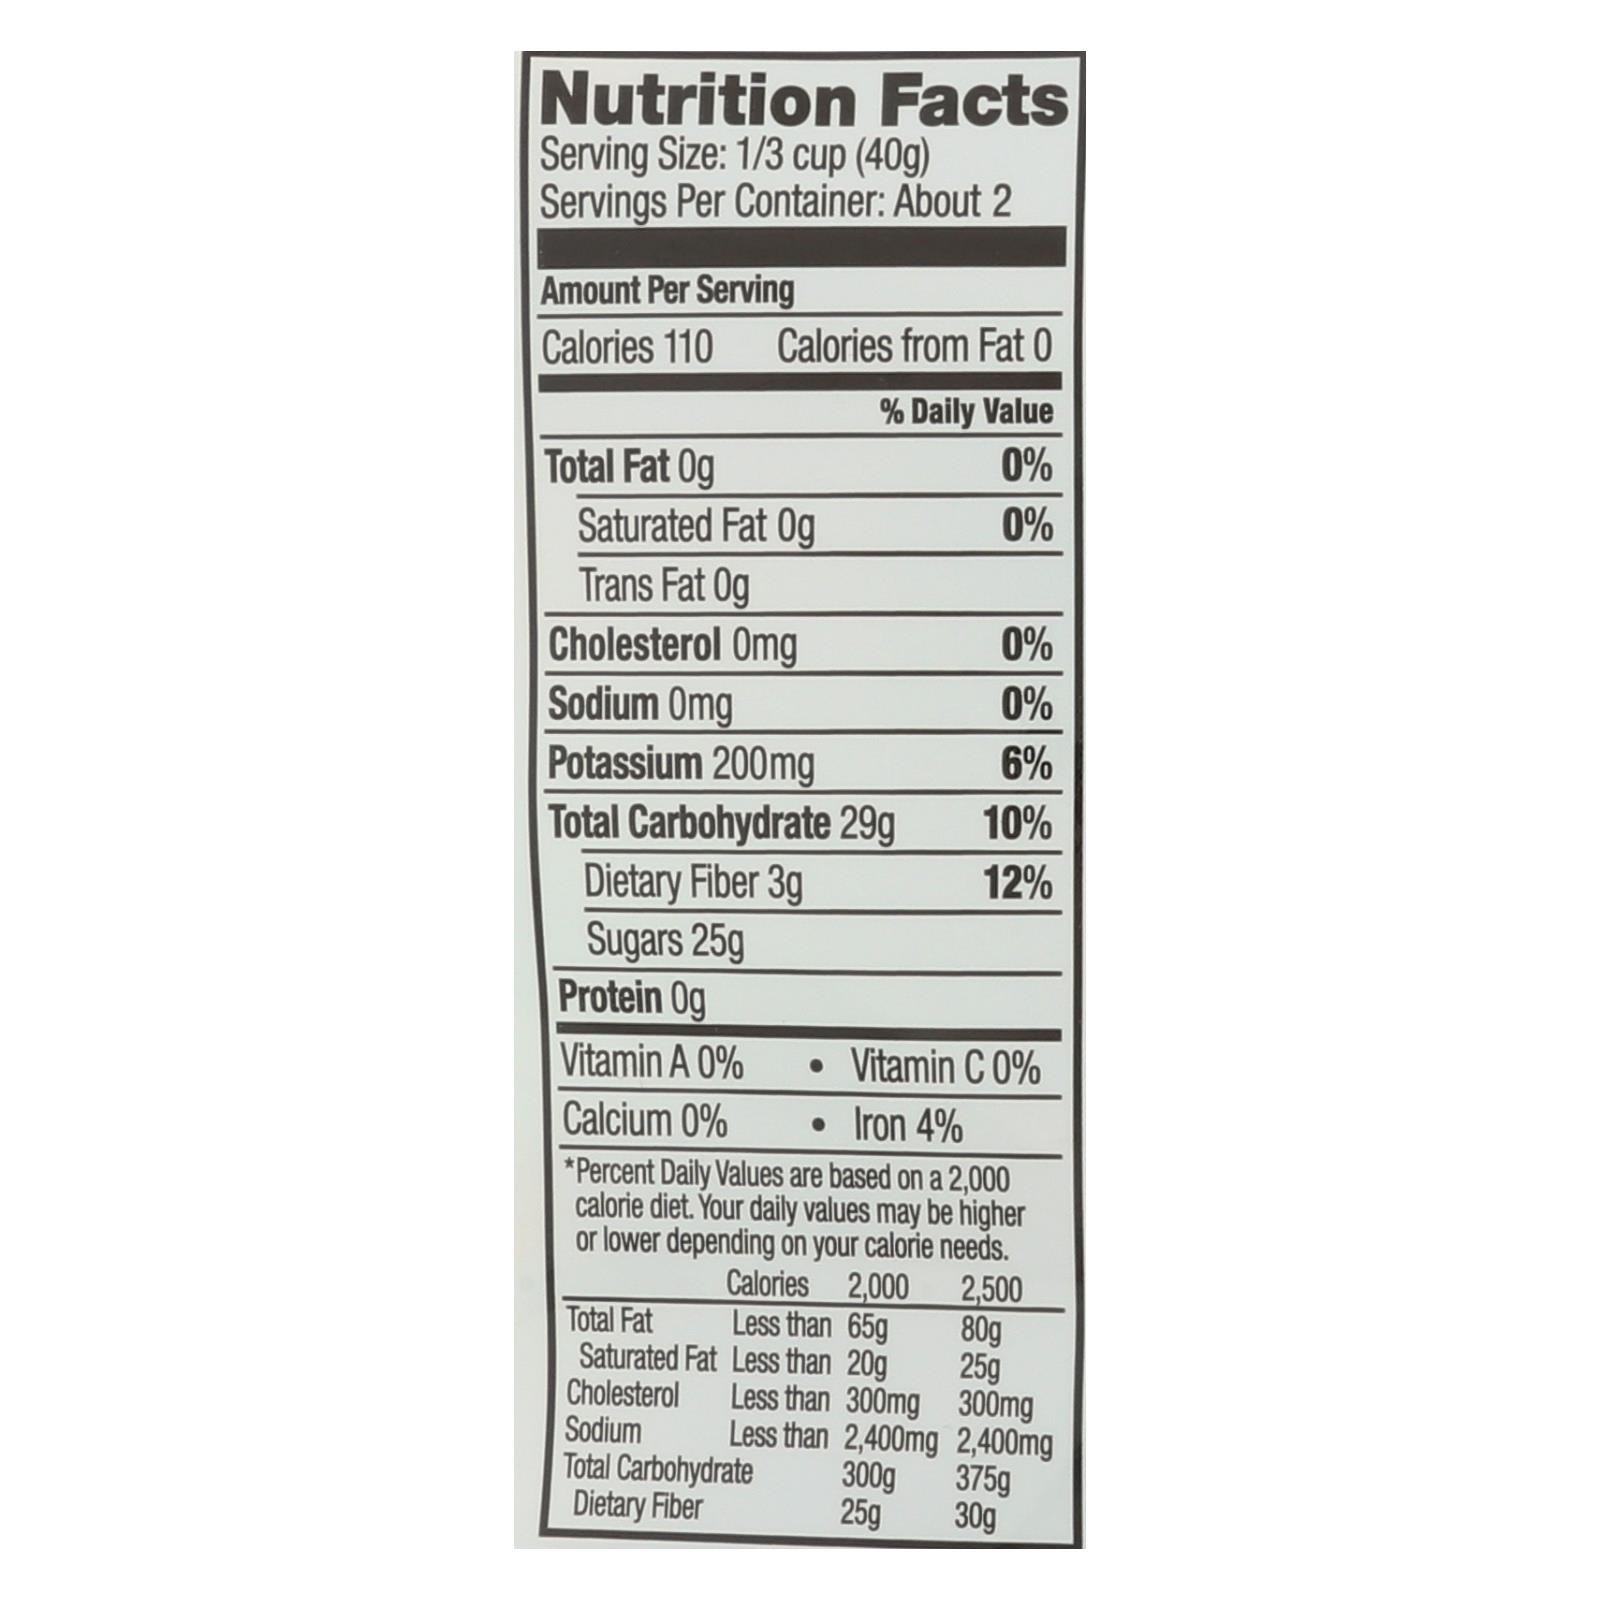 Nutrition Facts
Serving Size: 1/3 cup (40g)
Servings Per Container: About 2
Amount Per Serving
Calories 110 Calories from Fat 0
% Daily Value
Total Fat 0g 0%
Saturated Fat 0g 0%
Trans Fat 0g
Cholesterol 0mg 0%
Sodium 0mg 0%
Potassium 200mg 6%
Total Carbohydrate 29g 10%
Dietary Fiber 3g 12%
Sugars 25g
Protein 0g
Vitamin A 0% • Vitamin C 0%
Calcium 0% • Iron 4%
*Percent Daily Values are based on a 2,000
calorie diet. Your daily values may be higher
or lower depending on your calorie needs.
Calories 2,000 2,500
Total Fat Less than 65g 80g
Saturated Fat Less than 20g 25g
Cholesterol Less than 300mg 300mg
Sodium Less than 2,400mg 2,400mg
Total Carbohydrate 300g 375g
Dietary Fiber 25g 30g